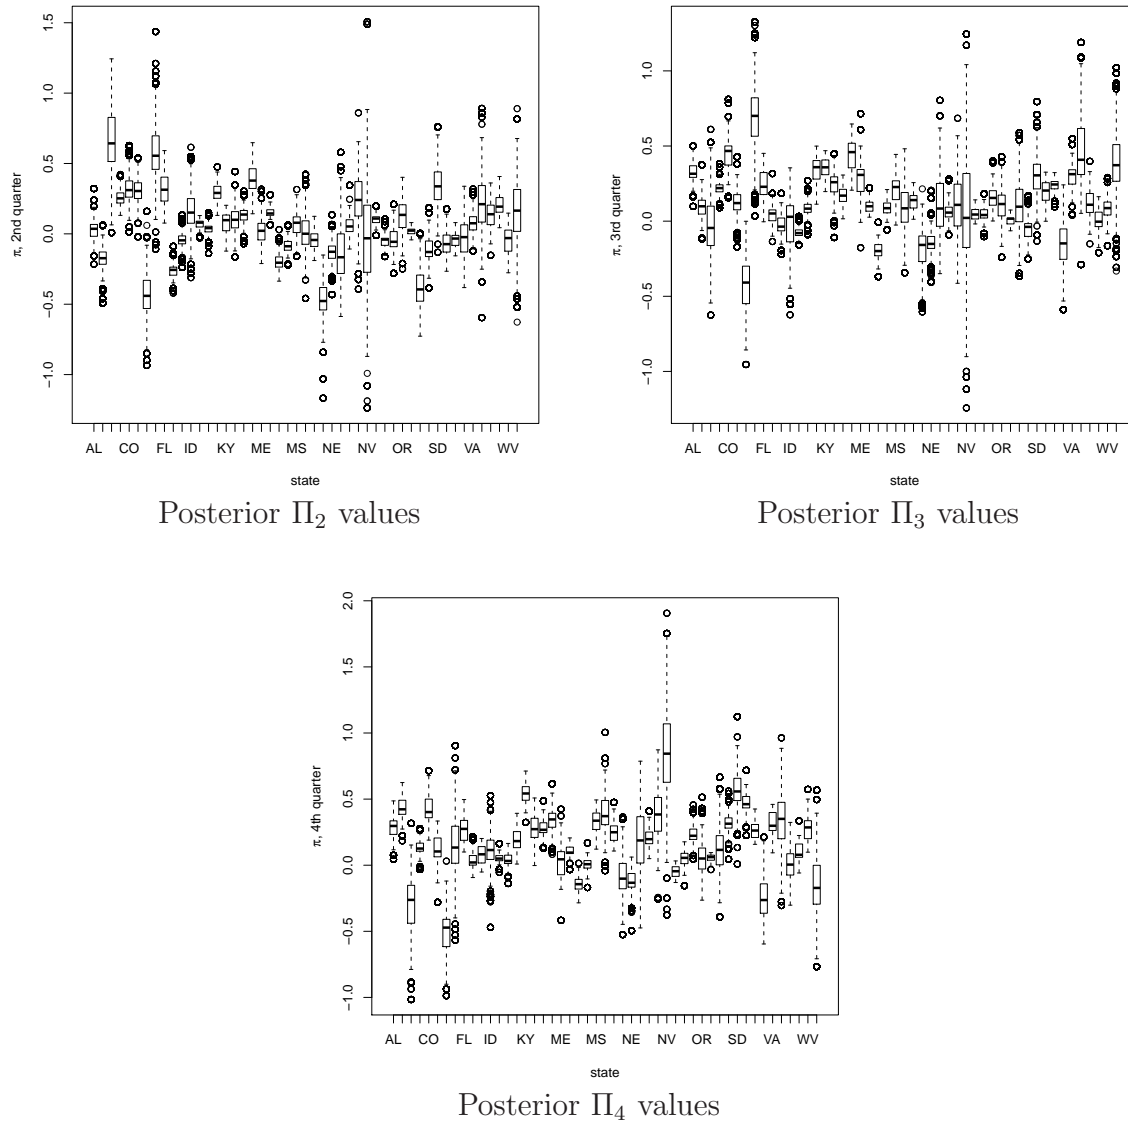 π, 2nd quarter
1.5
1.0
0.5
0.0
−0.5
−1.0
AL CO FL ID KY ME MS NE NV OR SD VA WV
state
Posterior Π₂ values
π, 3rd quarter
1.0
0.5
0.0
−0.5
−1.0
AL CO FL ID KY ME MS NE NV OR SD VA WV
state
Posterior Π₃ values
π, 4th quarter
2.0
1.5
1.0
0.5
0.0
−0.5
−1.0
AL CO FL ID KY ME MS NE NV OR SD VA WV
state
Posterior Π₄ values